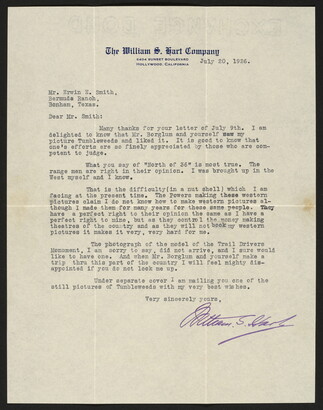 The William S. Hart Company
6404 SUNSET BOULEVARD
HOLLYWOOD, CALIFORNIA
July 20, 1926.
Mr. Erwin E. Smith,
Bermuda Ranch,
Bonham, Texas.
Dear Mr. Smith:
Many thanks for your letter of July 9th. I am
delighted to know that Mr. Borglum and yourself saw my
picture Tumbleweeds and liked it. It is good to know that
one's efforts are so finely appreciated by those who are com-
petent to judge.
What you say of "North of 36" is most true. The
range men are right in their opinion. I was brought up in the
West myself and I know.
That is the difficulty(in a nut shell) which I am
facing at the present time. The Powers making these western
pictures claim I do not know how to make western pictures al-
though I made them for many years for these same people. They
have a perfect right to their opinion the same as I have a
perfect right to mine, but as they control the money making
theatres of the country and as they will not book my western
pictures it makes it very, very hard for me.
The photograph of the model of the Trail Drivers
Monument, I am sorry to say, did not arrive, and I sure would
like to have one. And when Mr. Borglum and yourself make a
trip thru this part of the country I will feel mighty dis-
appointed if you do not look me up.
Under separate cover I am mailing you one of the
still pictures of Tumbleweeds with my very best wishes.
Very sincerely yours,
William S. Hart